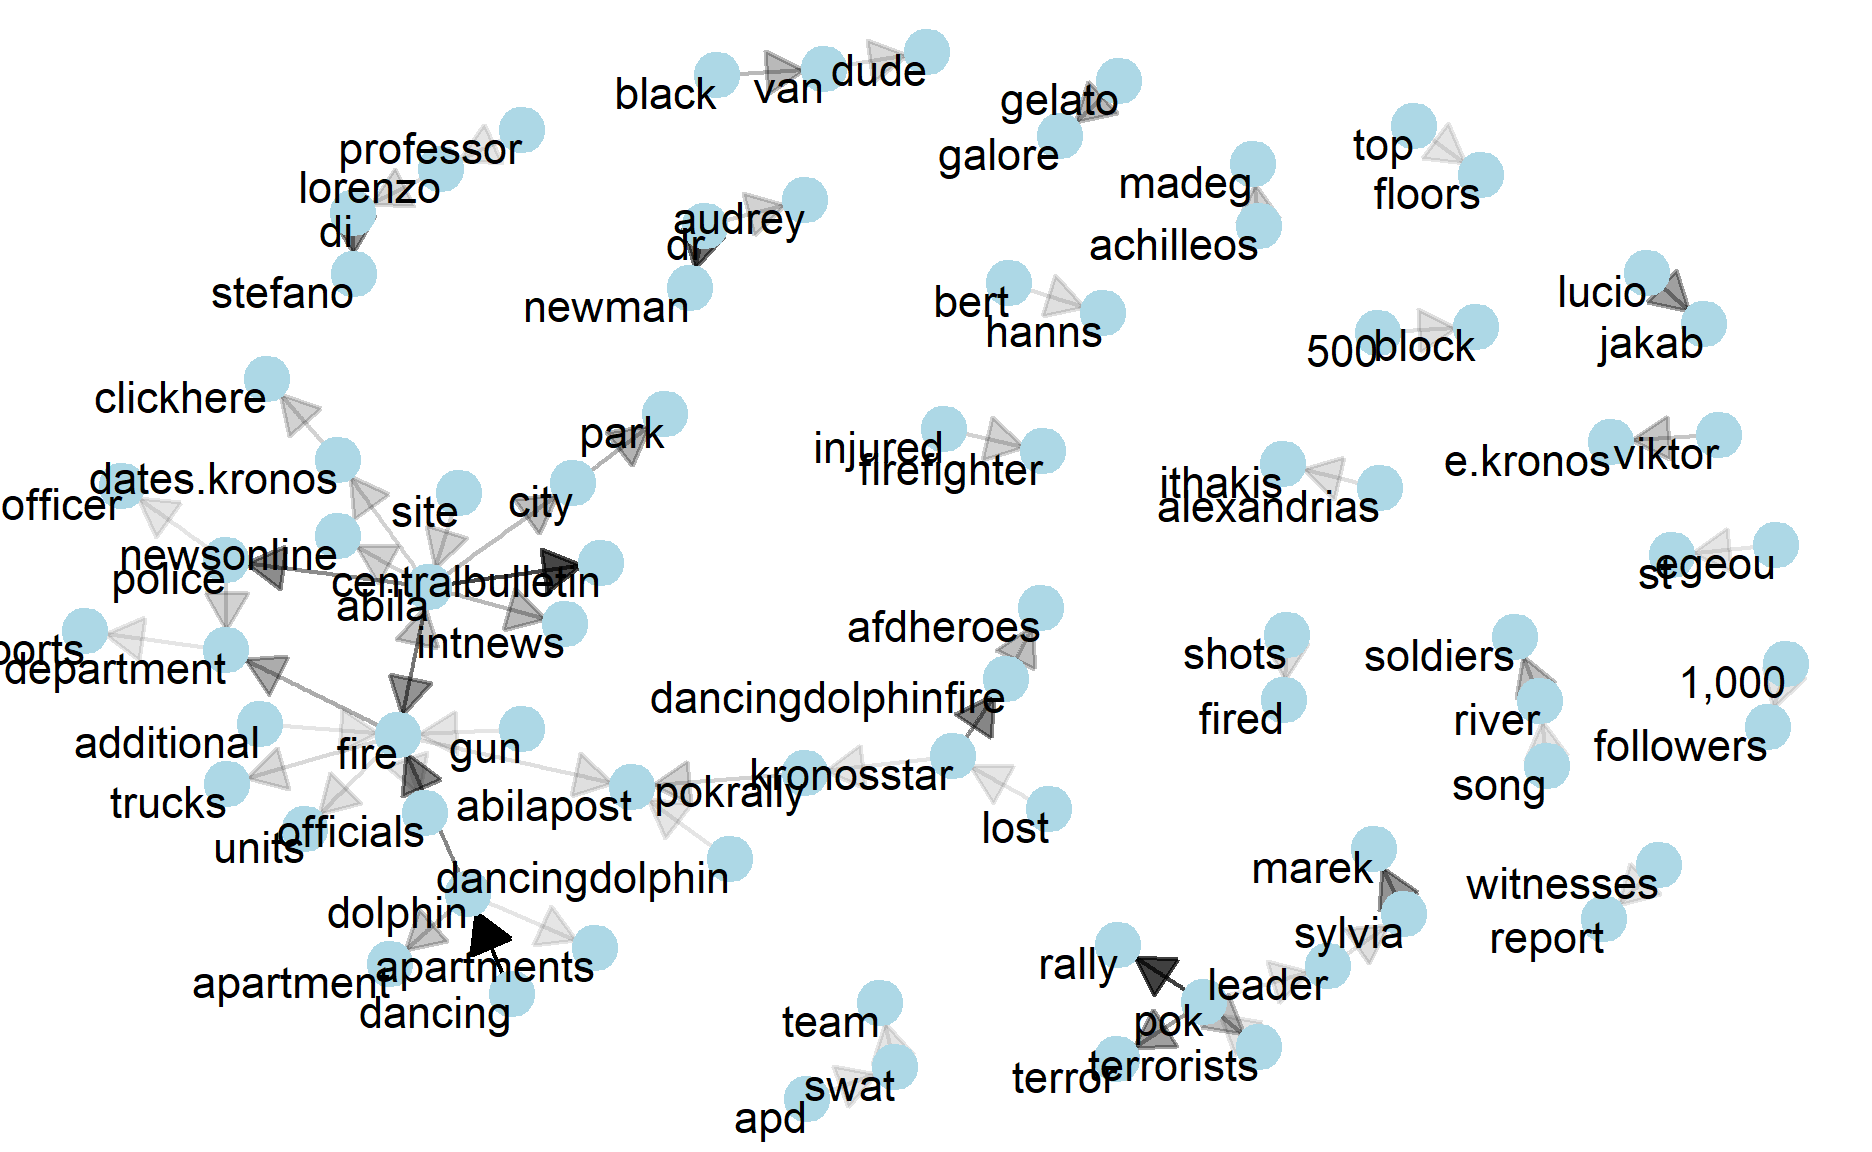 dude
van
black
gelato
professor
galore
top
lorenzo
madeg
floors
audrey
di
dr
achilleos
stefano
newman
bert
hanns
lucio
jakab
500
block
clickhere
park
injured
firefighter
e.kronos
viktor
dates.kronos
ithakis
alexandrias
officer
site
city
newsonline
police
centralbulletin
abila
st
egeou
afdheroes
intnews
ports
department
shots
soldiers
1,000
dancingdolphinfire
fired
river
additional
fire
gun
followers
kronosstar
pokrally
song
trucks
abilapost
officials
units
lost
marek
dancingdolphin
witnesses
dolphin
sylvia
report
rally
apartments
apartment
leader
dancing
team
pok
terrorists
terror
swat
apd